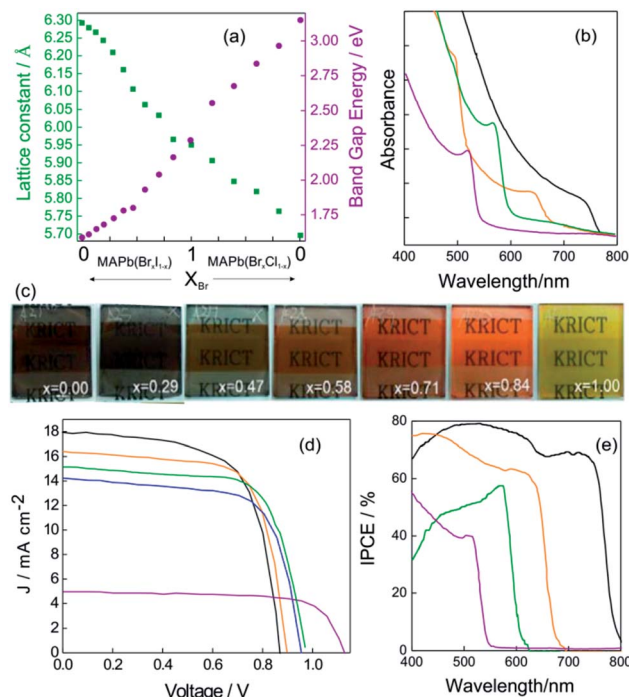 (a)
Lattice constant / Å
6.30
6.25
6.20
6.15
6.10
6.05
6.00
5.95
5.90
5.85
5.80
5.75
5.70
Band Gap Energy / eV
3.00
2.75
2.50
2.25
2.00
1.75
0 1 0
MAPb(BrₓI₁₋ₓ) MAPb(BrₓCl₁₋ₓ)
X_Br
(b)
Absorbance
400 500 600 700 800
Wavelength/nm
(c)
KRICT KRICT KRICT KRICT KRICT KRICT KRICT
KRICT KRICT KRICT KRICT KRICT KRICT KRICT
x=0.00 x=0.29 x=0.47 x=0.58 x=0.71 x=0.84 x=1.00
(d)
J / mA cm-2
18
16
14
12
10
8
6
4
2
0
0.0 0.2 0.4 0.6 0.8 1.0
Voltage / V
(e)
IPCE / %
80
60
40
20
0
400 500 600 700 800
Wavelength/nm